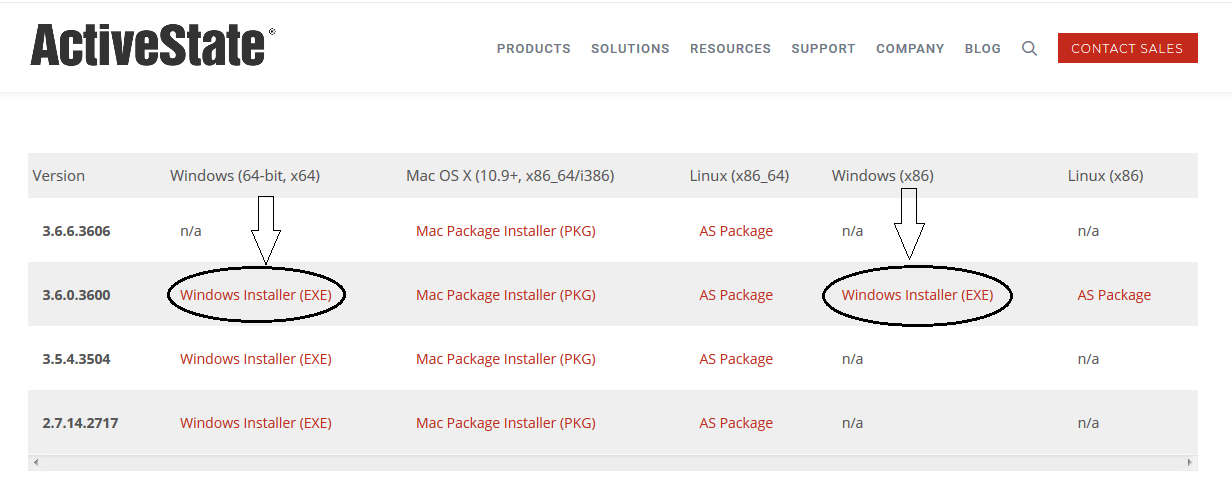 ActiveState®
PRODUCTS SOLUTIONS RESOURCES SUPPORT COMPANY BLOG CONTACT SALES
Version Windows (64-bit, x64) Mac OS X (10.9+, x86_64/i386) Linux (x86_64) Windows (x86) Linux (x86)
3.6.6.3606 n/a Mac Package Installer (PKG) AS Package n/a n/a
3.6.0.3600 Windows Installer (EXE) Mac Package Installer (PKG) AS Package Windows Installer (EXE) AS Package
3.5.4.3504 Windows Installer (EXE) Mac Package Installer (PKG) AS Package n/a n/a
2.7.14.2717 Windows Installer (EXE) Mac Package Installer (PKG) AS Package n/a n/a